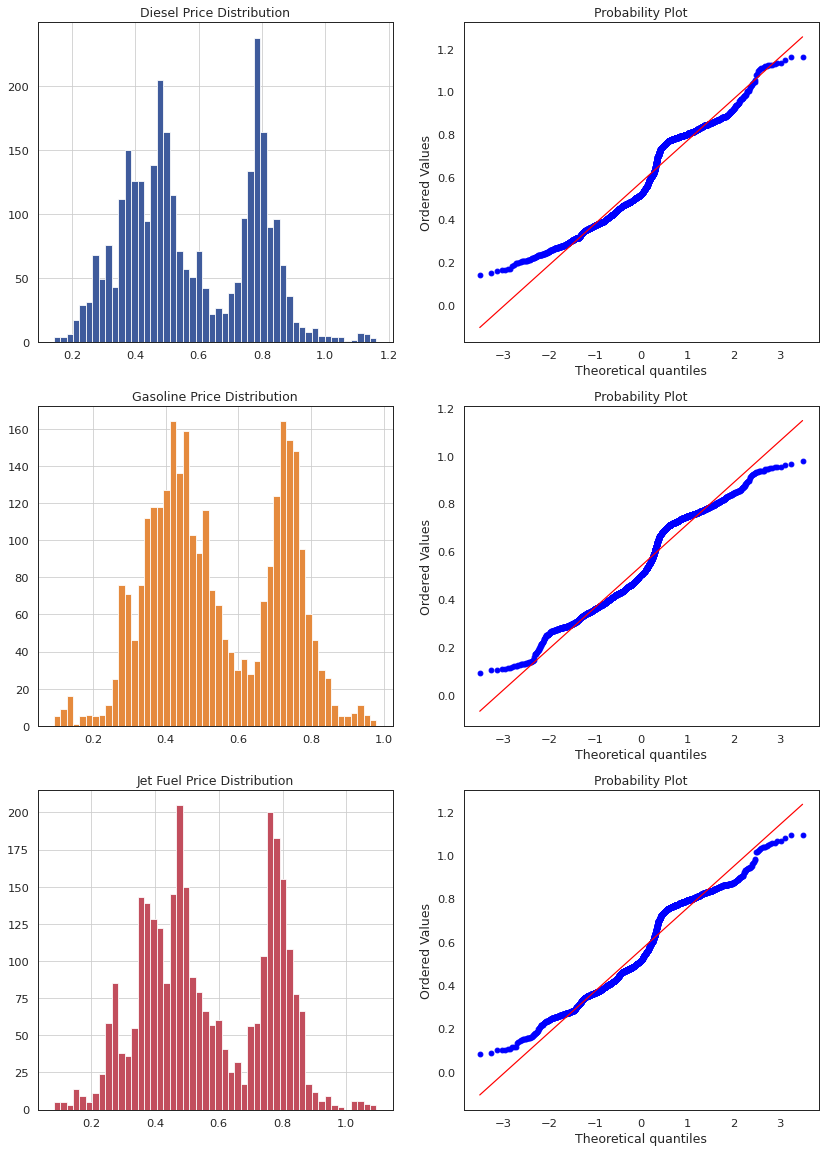 Diesel Price Distribution
200
150
100
50
0
0.2 0.4 0.6 0.8 1.0 1.2
Probability Plot
Ordered Values
1.2
1.0
0.8
0.6
0.4
0.2
0.0
−3 −2 −1 0 1 2 3
Theoretical quantiles
Gasoline Price Distribution
160
140
120
100
80
60
40
20
0
0.2 0.4 0.6 0.8 1.0
Probability Plot
Ordered Values
1.2
1.0
0.8
0.6
0.4
0.2
0.0
−3 −2 −1 0 1 2 3
Theoretical quantiles
Jet Fuel Price Distribution
200
175
150
125
100
75
50
25
0
0.2 0.4 0.6 0.8 1.0
Probability Plot
Ordered Values
1.2
1.0
0.8
0.6
0.4
0.2
0.0
−3 −2 −1 0 1 2 3
Theoretical quantiles